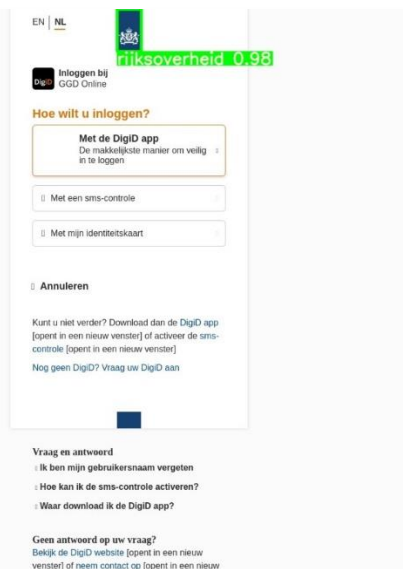 EN | NL
rijksoverheid 0.98
DigiD
Inloggen bij
GGD Online
Hoe wilt u inloggen?
Met de DigiD app
De makkelijkste manier om veilig
in te loggen
Met een sms-controle
Met mijn identiteitskaart
Annuleren
Kunt u niet verder? Download dan de DigiD app
[opent in een nieuw venster] of activeer de sms-
controle [opent in een nieuw venster]
Nog geen DigiD? Vraag uw DigiD aan
Vraag en antwoord
Ik ben mijn gebruikersnaam vergeten
Hoe kan ik de sms-controle activeren?
Waar download ik de DigiD app?
Geen antwoord op uw vraag?
Bekijk de DigiD website [opent in een nieuw
venster] of neem contact op [opent in een nieuw